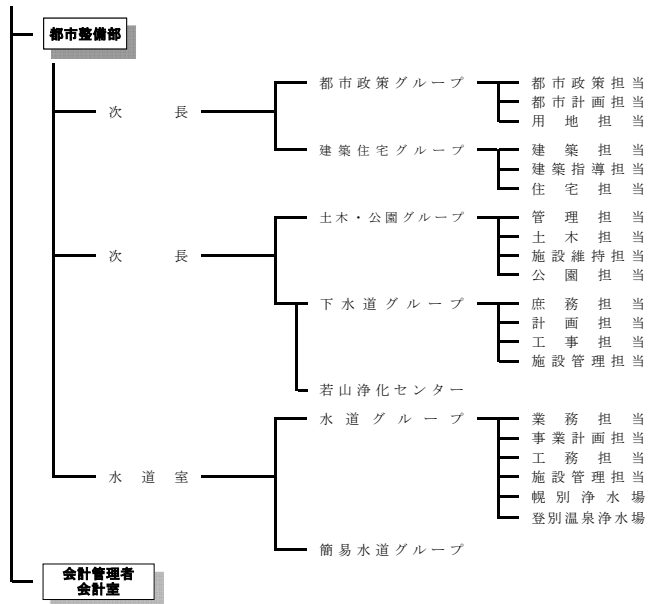 都市整備部
都市政策グループ 都市政策担当
都市計画担当
次長 用地担当
建築住宅グループ 建築担当
建築指導担当
住宅担当
土木・公園グループ 管理担当
土木担当
次長 施設維持担当
公園担当
下水道グループ 庶務担当
計画担当
工事担当
施設管理担当
若山浄化センター
水道グループ 業務担当
事業計画担当
工務担当
水道室 施設管理担当
幌別浄水場
登別温泉浄水場
簡易水道グループ
会計管理者
会計室